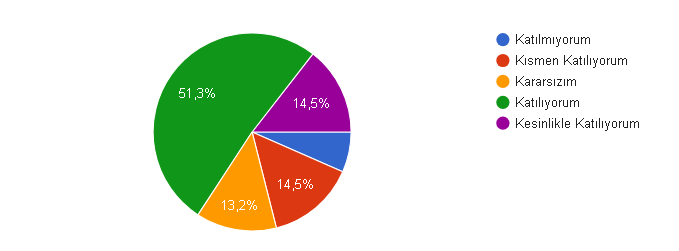 Katılmıyorum
Kısmen Katılıyorum
Kararsızım
Katılıyorum
Kesinlikle Katılıyorum
51,3%
14,5%
14,5%
13,2%